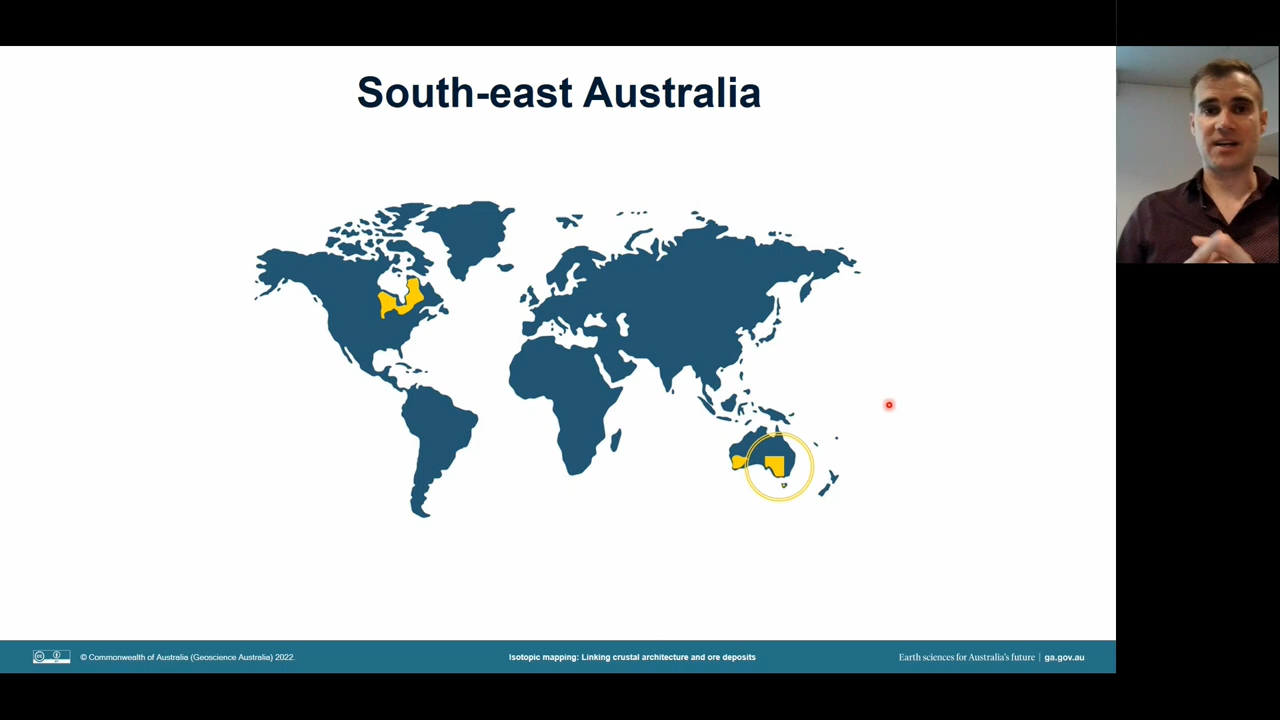 South-east Australia
© Commonwealth of Australia (Geoscience Australia) 2022.
Isotopic mapping: Linking crustal architecture and ore deposits
Earth sciences for Australia's future | ga.gov.au